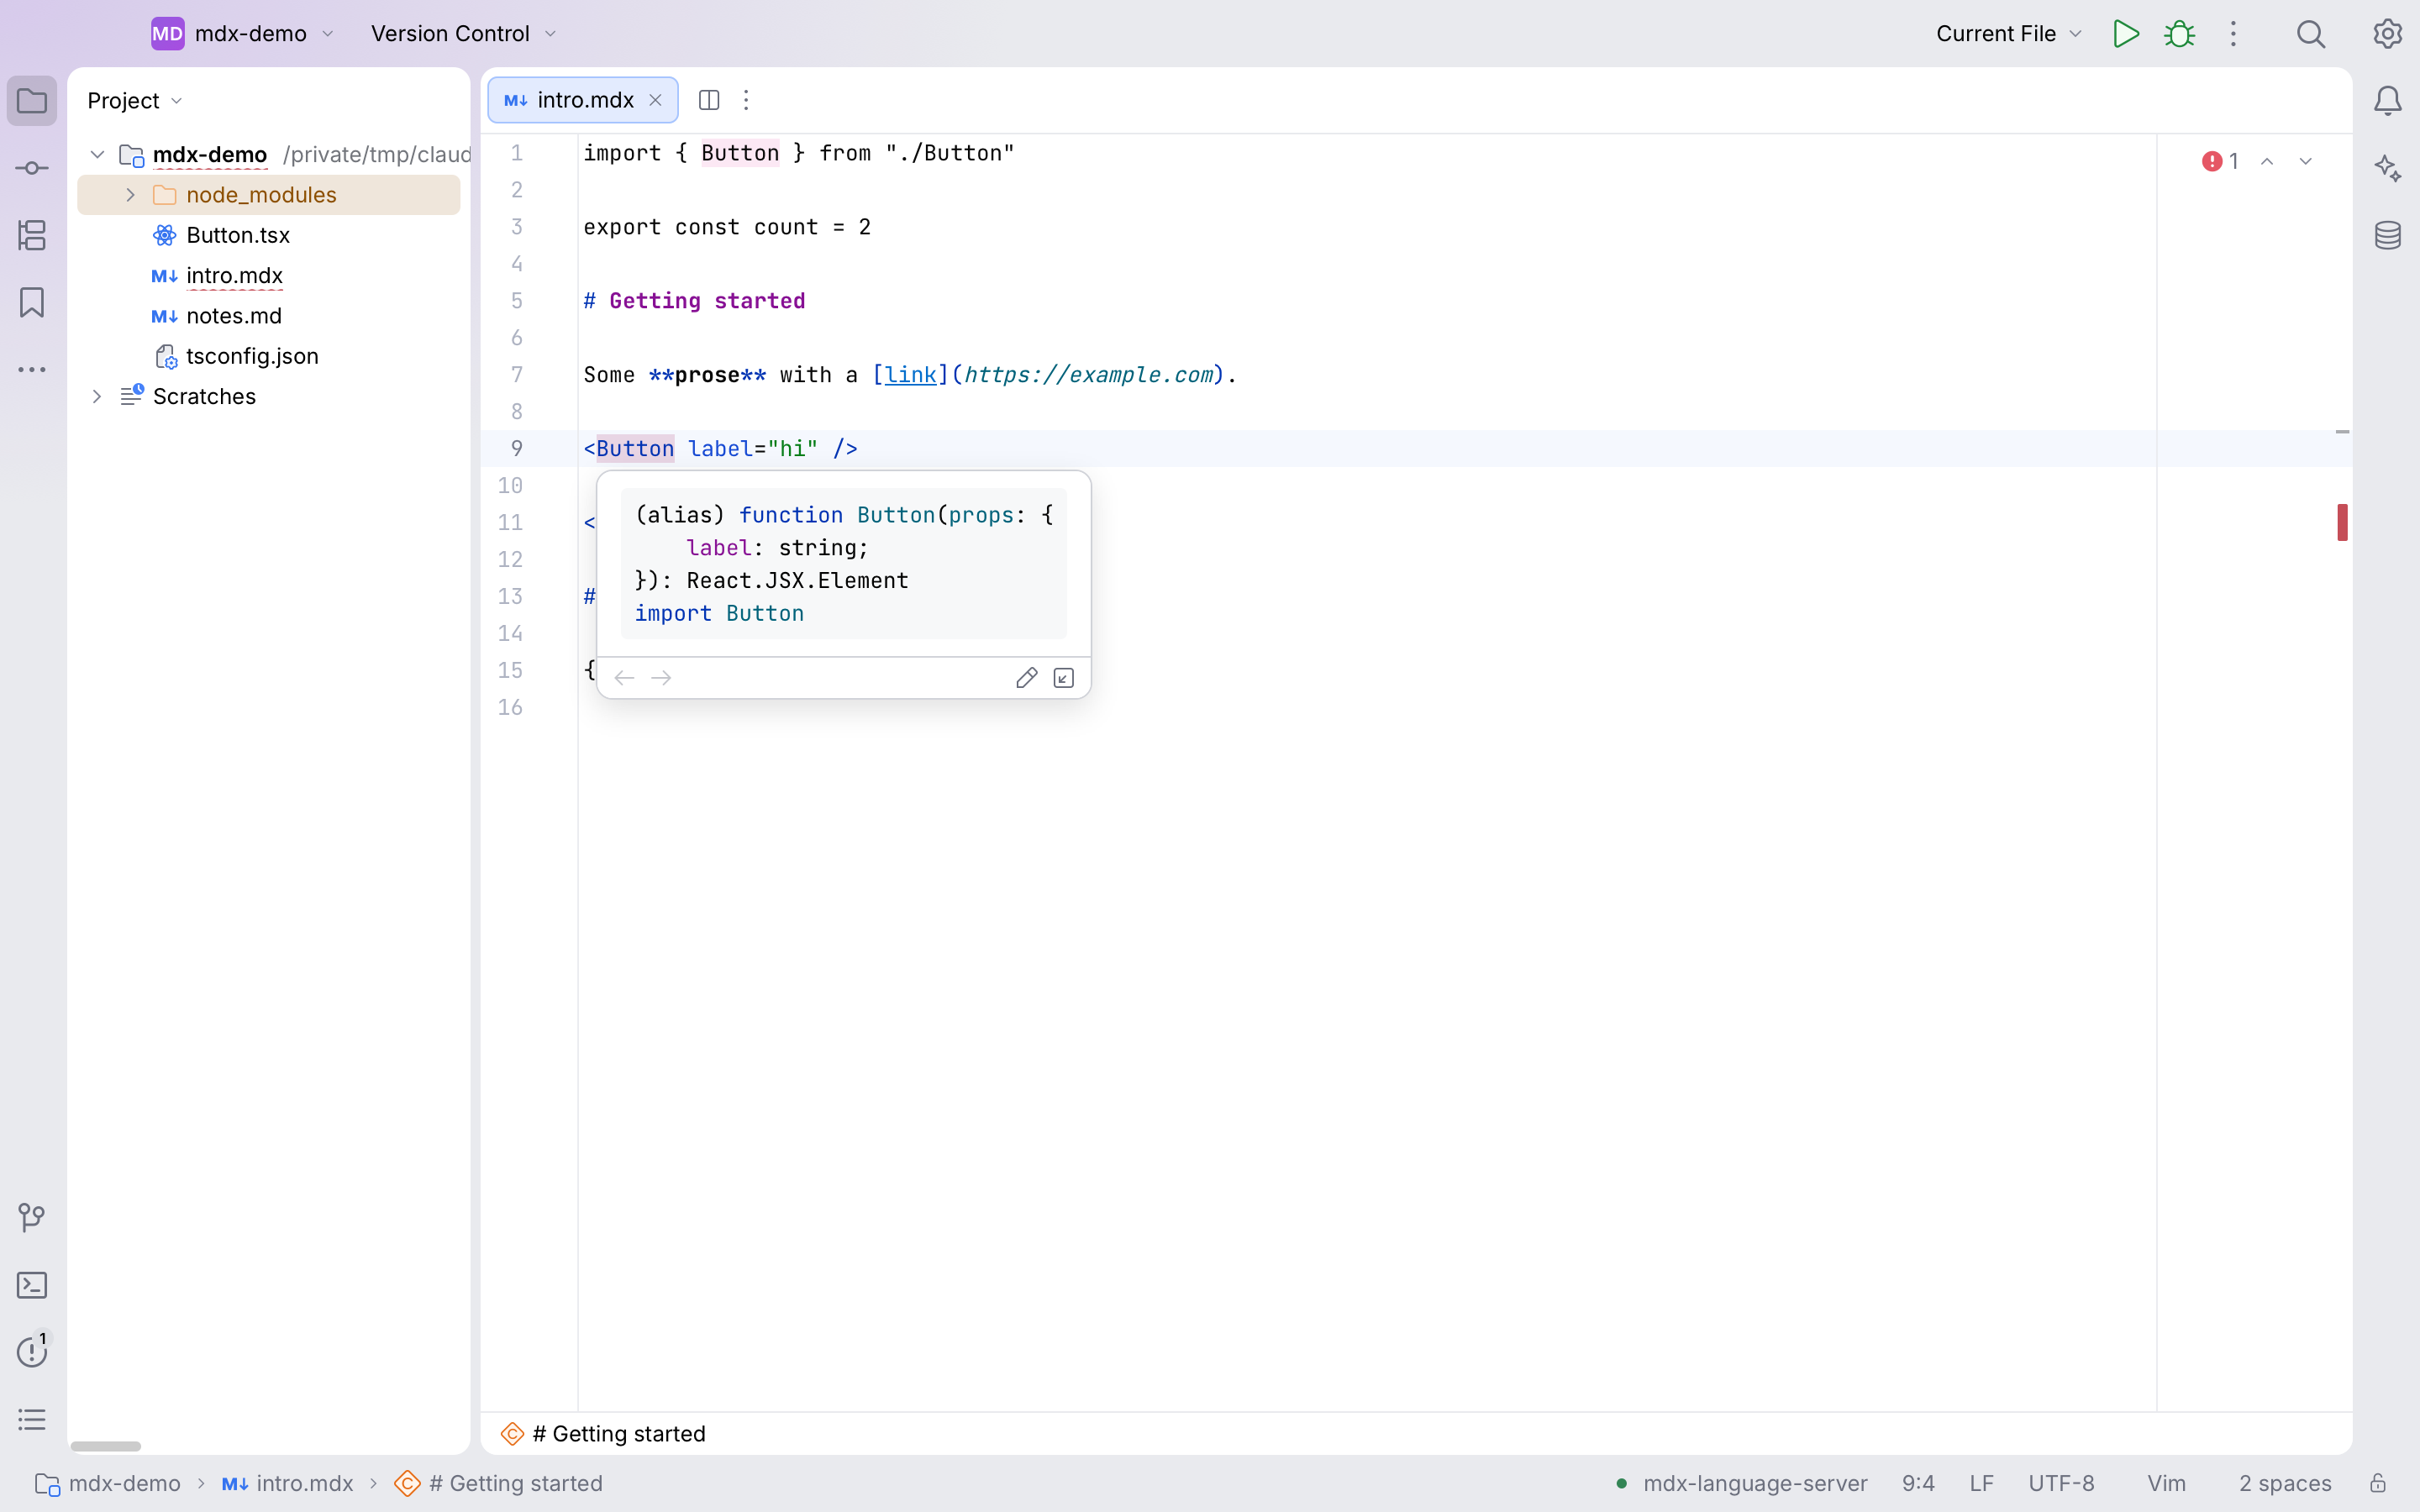 MD mdx-demo Version Control Current File
Project
intro.mdx
mdx-demo /private/tmp/claud
node_modules
Button.tsx
intro.mdx
notes.md
tsconfig.json
Scratches
1 import { Button } from "./Button"
2
3 export const count = 2
4
5 # Getting started
6
7 Some **prose** with a [link](https://example.com).
8
9 <Button label="hi" />
10
11 <
12
13 #
14
15 {
16
(alias) function Button(props: {
label: string;
}): React.JSX.Element
import Button
1
1
# Getting started
mdx-demo › M↓ intro.mdx › # Getting started
mdx-language-server 9:4 LF UTF-8 Vim 2 spaces